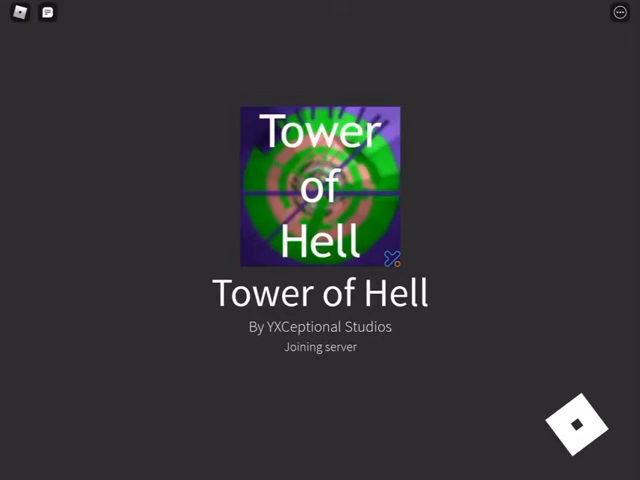 Tower
of
Hell
Tower of Hell
By YXCeptional Studios
Joining server